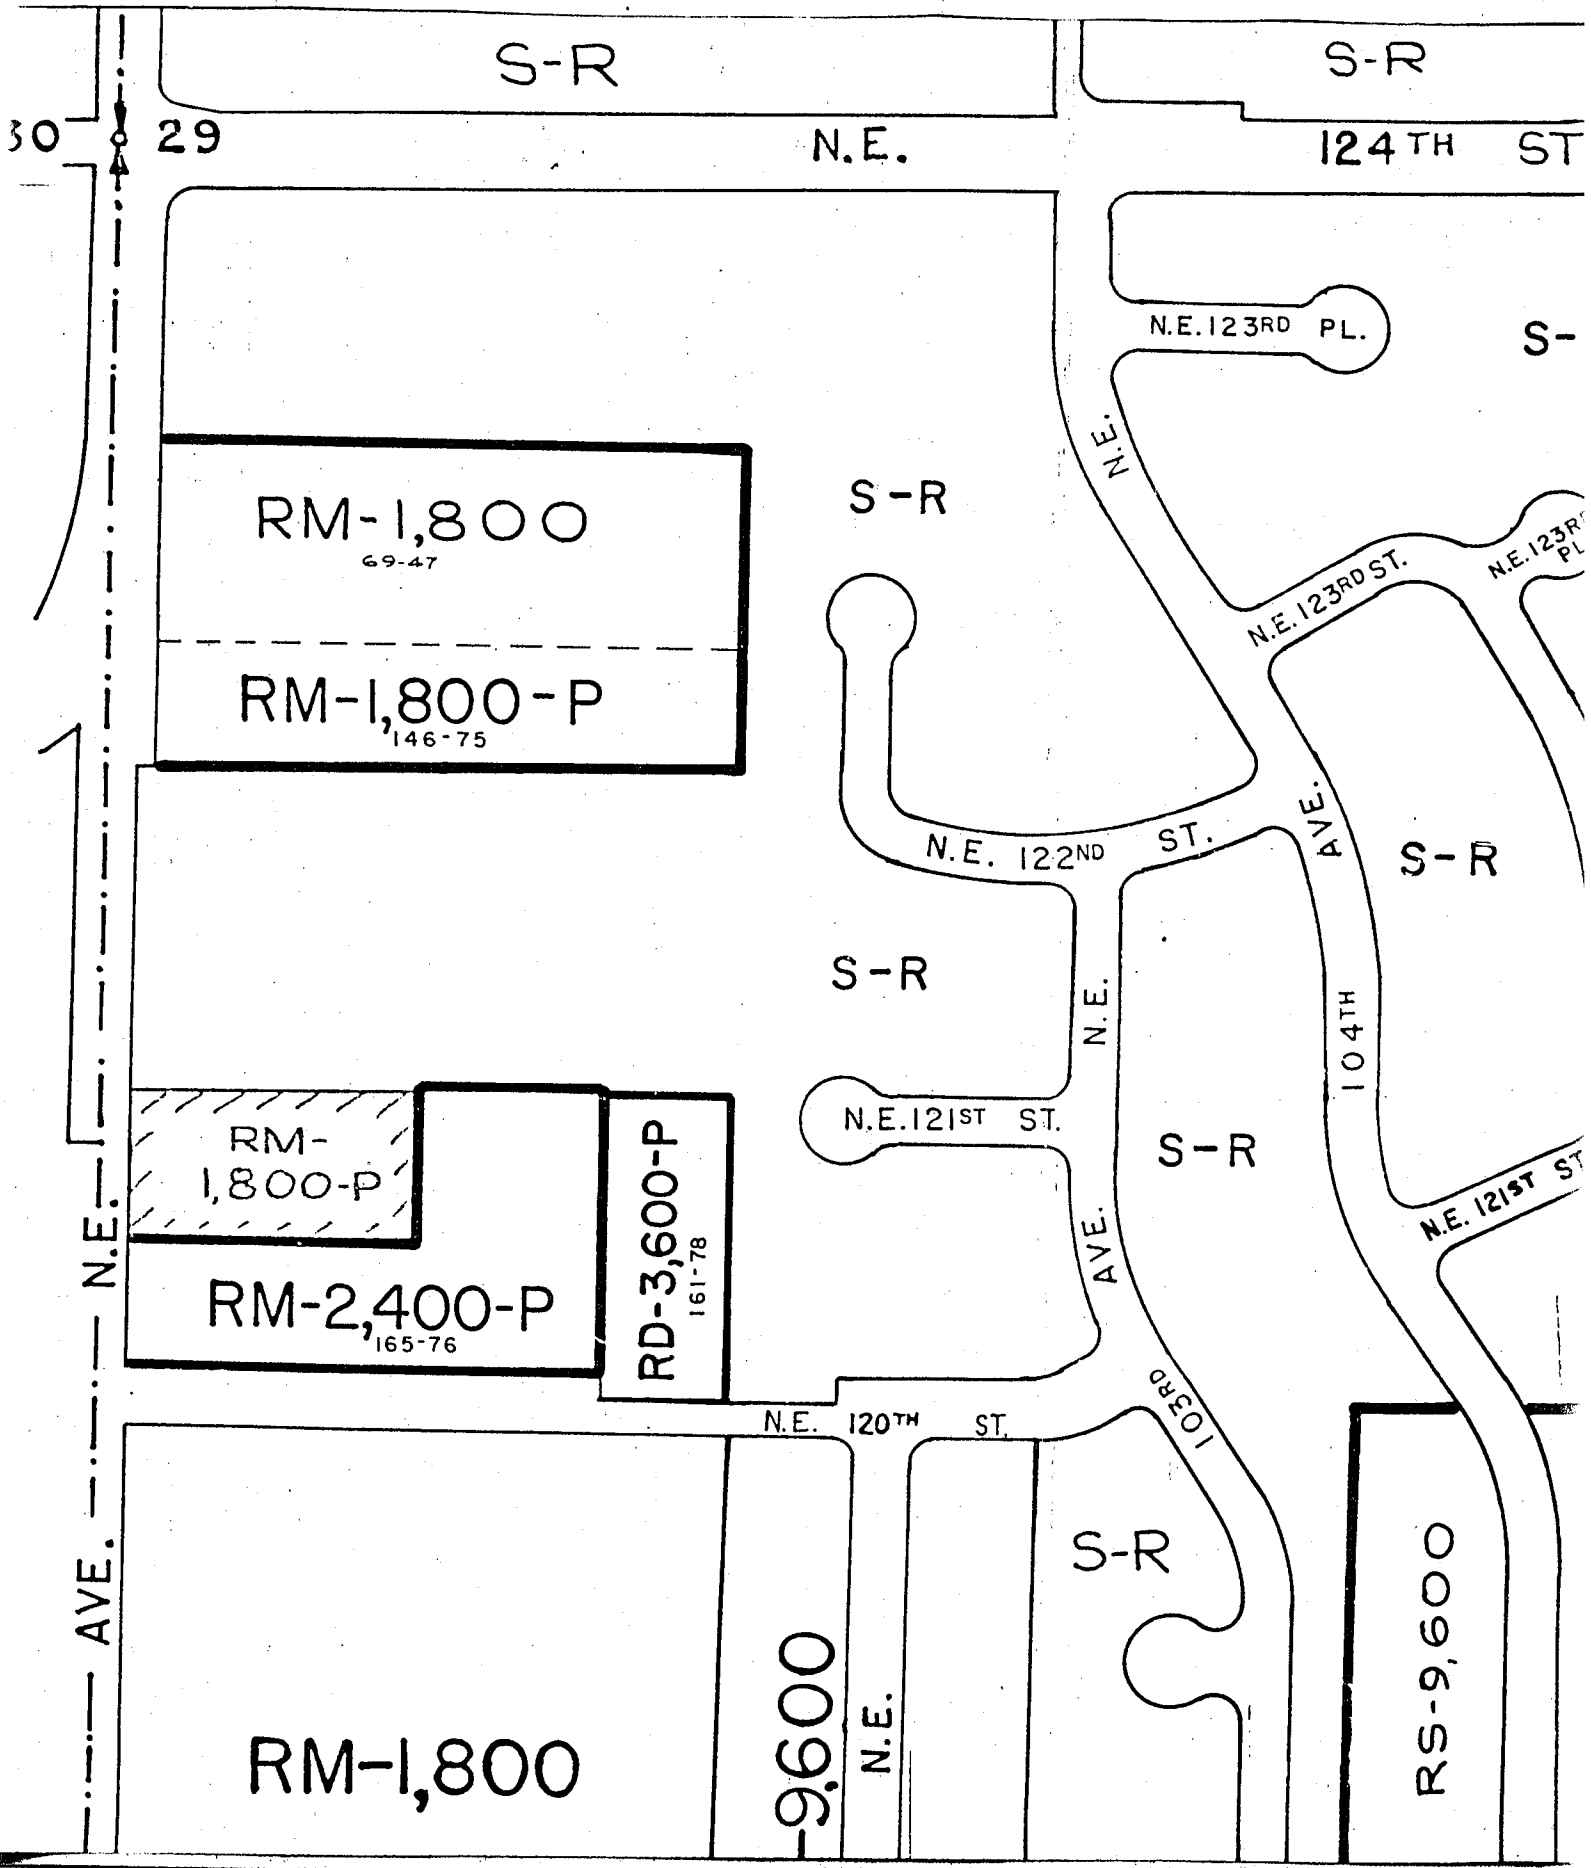 S-R
S-R
30
29
N.E.
124TH ST
N.E.123RD PL.
S-
RM-1,800
69-47
S-R
N.E.
N.E.123RD ST.
N.E.123R
PL
RM-1,800-P
146-75
N.E. 122ND ST.
AVE.
S-R
S-R
N.E.
104TH
RM-
1,800-P
N.E.121ST ST.
S-R
N.E. 121ST ST
N.E.
RM-2,400-P
165-76
RD-3,600-P
161-78
AVE.
103RD
N.E. 120TH ST.
AVE.
S-R
RM-1,800
-9,600
N.E.
RS-9,600